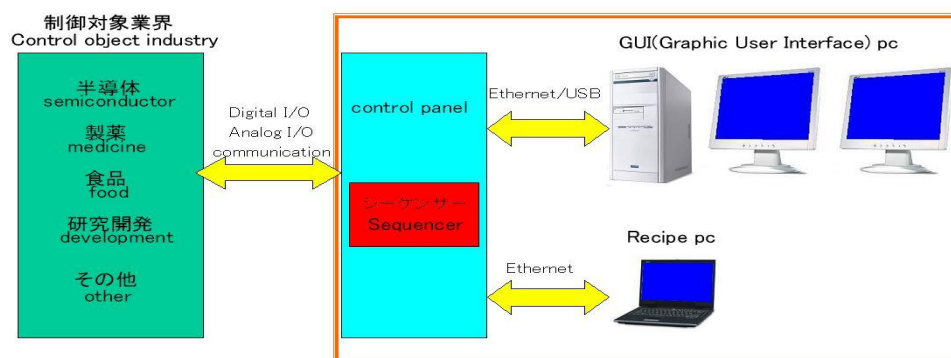 制御対象業界
Control object industry
半導体
semiconductor
製薬
medicine
食品
food
研究開発
development
その他
other
Digital I/O
Analog I/O
communication
control panel
シーケンサー
Sequencer
Ethernet/USB
GUI(Graphic User Interface) pc
Ethernet
Recipe pc